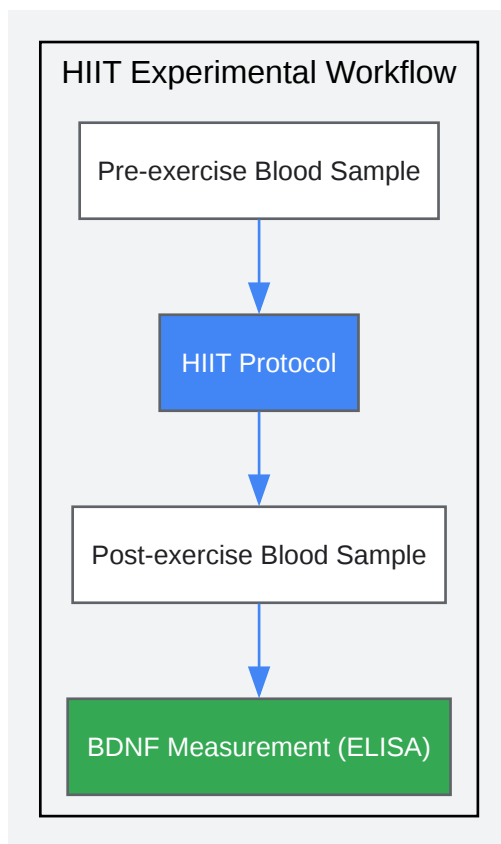 HIIT Experimental Workflow
Pre-exercise Blood Sample
HIIT Protocol
Post-exercise Blood Sample
BDNF Measurement (ELISA)